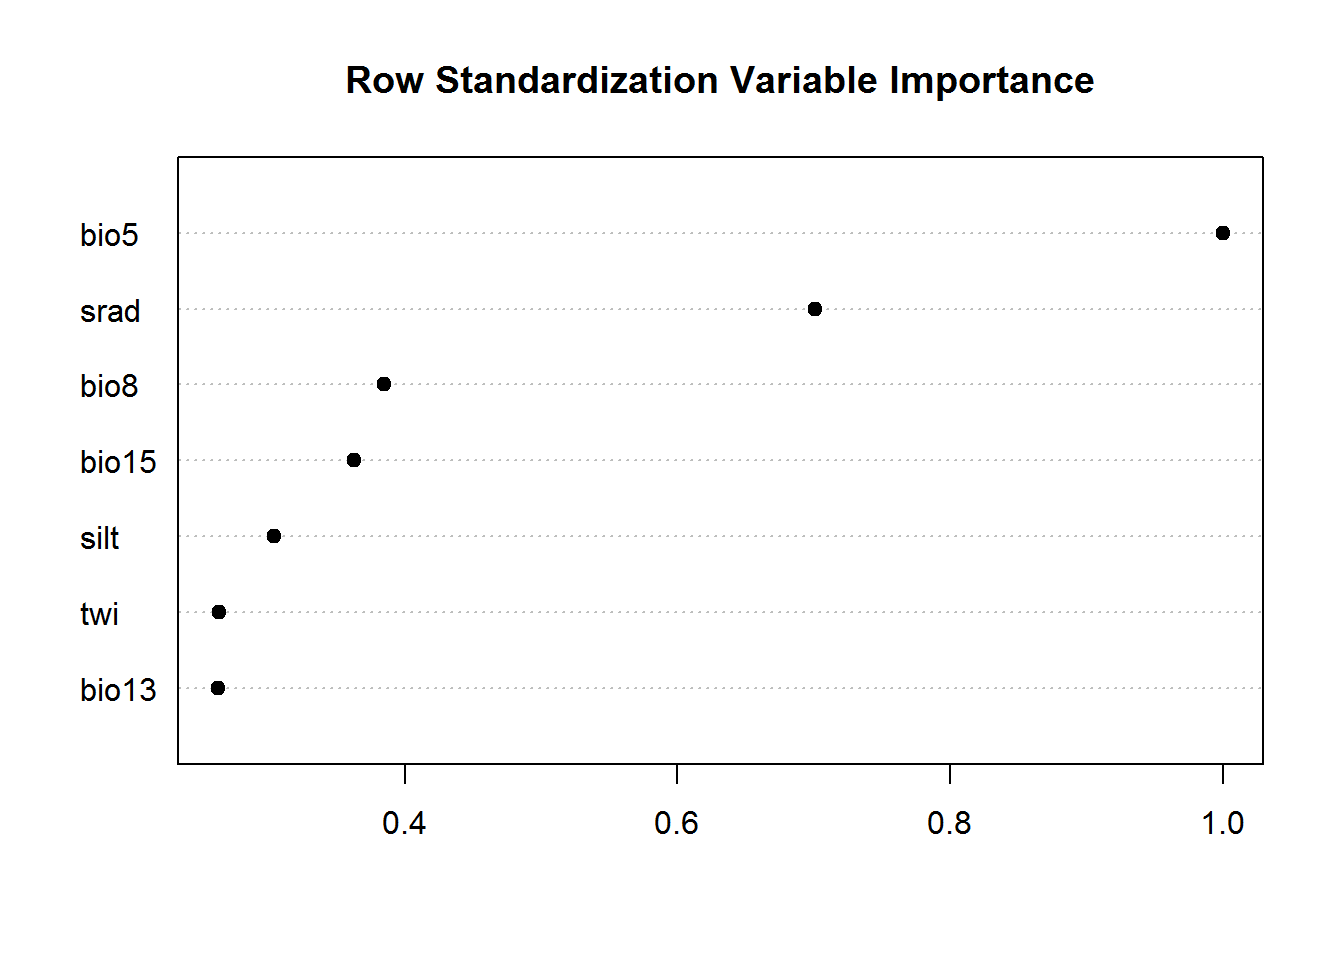 Row Standardization Variable Importance
bio5
srad
bio8
bio15
silt
twi
bio13
0.4 0.6 0.8 1.0